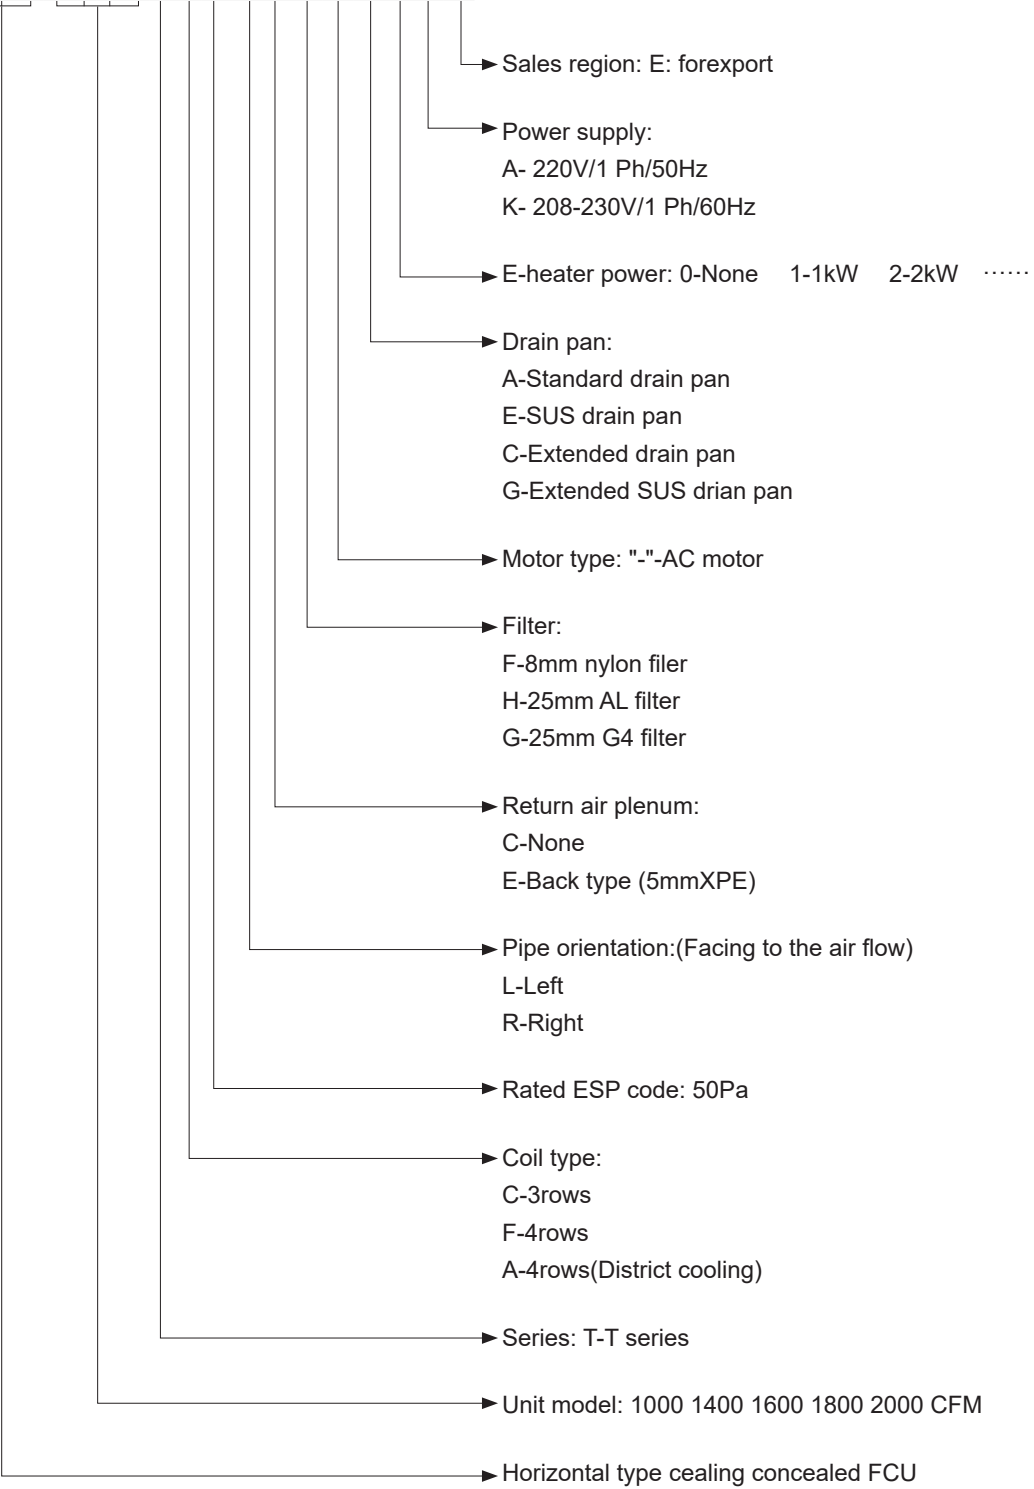 Sales region: E: forexport
Power supply:
A- 220V/1 Ph/50Hz
K- 208-230V/1 Ph/60Hz
E-heater power: 0-None 1-1kW 2-2kW ······
Drain pan:
A-Standard drain pan
E-SUS drain pan
C-Extended drain pan
G-Extended SUS drian pan
Motor type: "-"-AC motor
Filter:
F-8mm nylon filer
H-25mm AL filter
G-25mm G4 filter
Return air plenum:
C-None
E-Back type (5mmXPE)
Pipe orientation:(Facing to the air flow)
L-Left
R-Right
Rated ESP code: 50Pa
Coil type:
C-3rows
F-4rows
A-4rows(District cooling)
Series: T-T series
Unit model: 1000 1400 1600 1800 2000 CFM
Horizontal type cealing concealed FCU